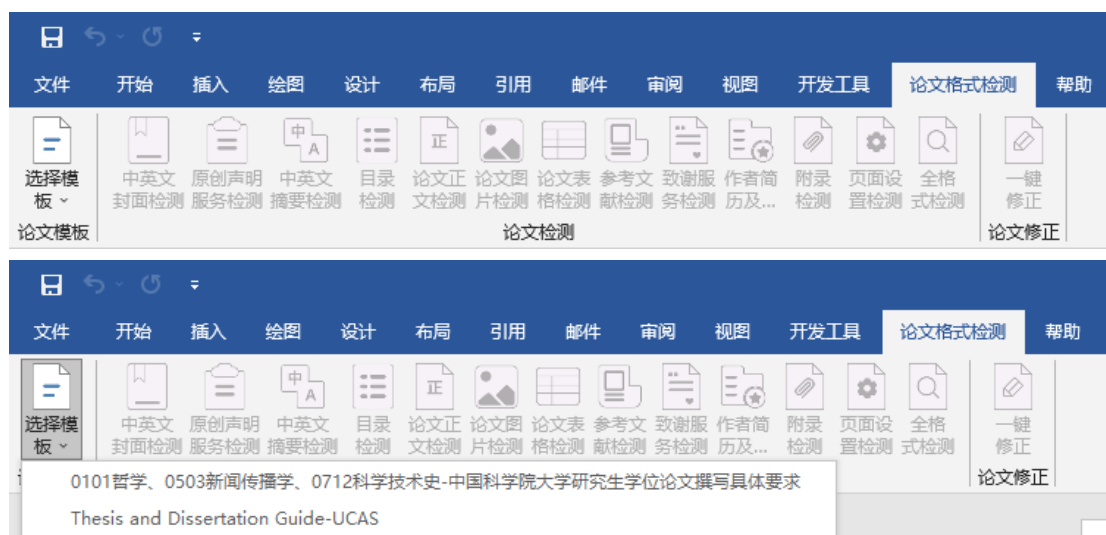 文件 开始 插入 绘图 设计 布局 引用 邮件 审阅 视图 开发工具 论文格式检测 帮助
正
中
A
选择模 中英文 原创声明 中英文 目录 论文正 论文图 论文表 参考文 致谢服 作者简 附录 页面设 全格 一键
板 封面检测 服务检测 摘要检测 检测 文检测 片检测 格检测 献检测 务检测 历及... 检测 置检测 式检测 修正
论文模板 论文检测 论文修正
文件 开始 插入 绘图 设计 布局 引用 邮件 审阅 视图 开发工具 论文格式检测 帮助
中
A
正
选择模 中英文 原创声明 中英文 目录 论文正 论文图 论文表 参考文 致谢服 作者简 附录 页面设 全格 一键
板 封面检测 服务检测 摘要检测 检测 文检测 片检测 格检测 献检测 务检测 历及... 检测 置检测 式检测 修正
论文修正
0101哲学、0503新闻传播学、0712科学技术史-中国科学院大学研究生学位论文撰写具体要求
Thesis and Dissertation Guide-UCAS